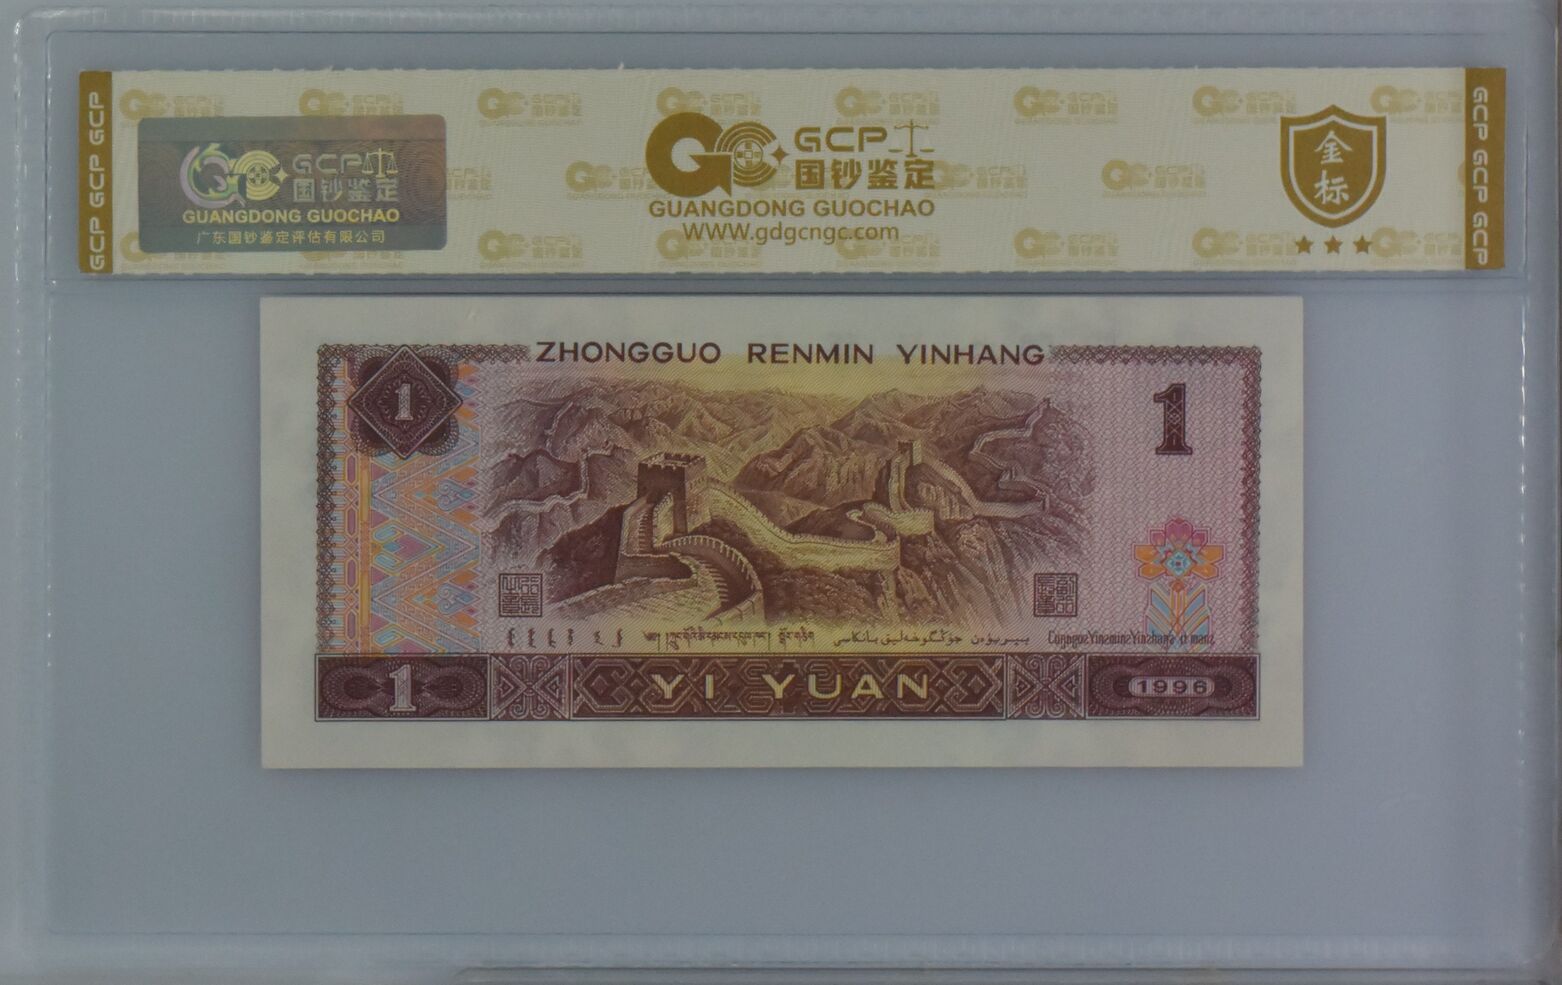 GCP GCP GCP
GCP
国钞鉴定
GUANGDONG GUOCHAO
广东国钞鉴定评估有限公司
GCP
国钞鉴定
GUANGDONG GUOCHAO
WWW.gdgcngc.com
金标
GCP GCP GCP
ZHONGGUO RENMIN YINHANG
1
1
1
YI YUAN
1996